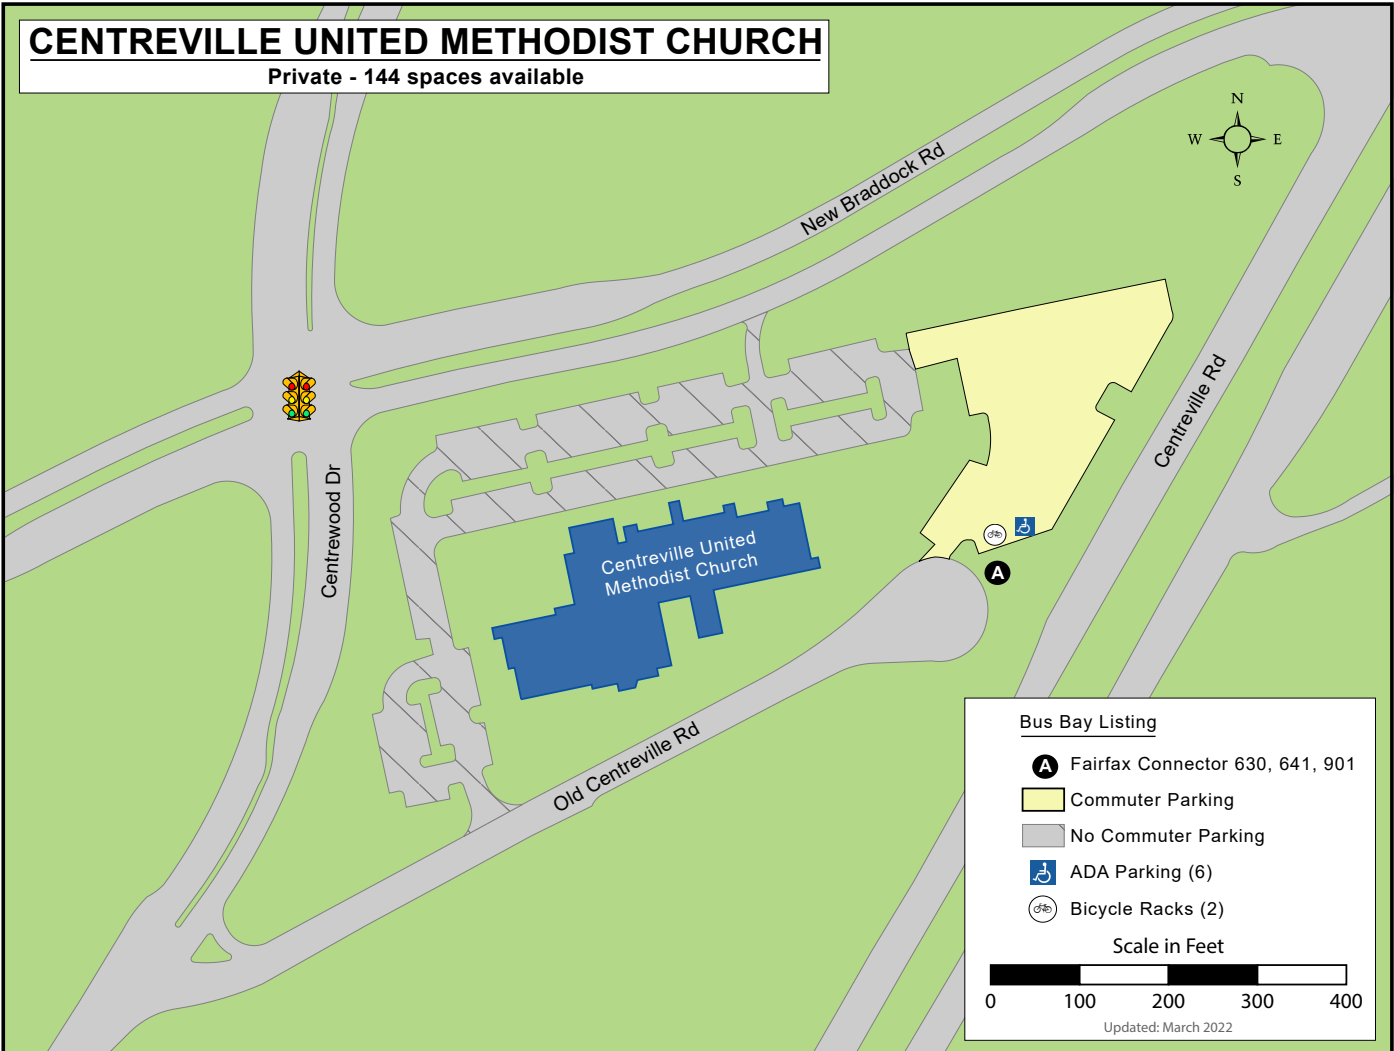 CENTREVILLE UNITED METHODIST CHURCH
Private - 144 spaces available
N
W E
S
New Braddock Rd
Centreville Rd
Centrewood Dr
Centreville United
Methodist Church
A
Old Centreville Rd
Bus Bay Listing
A Fairfax Connector 630, 641, 901
Commuter Parking
No Commuter Parking
ADA Parking (6)
Bicycle Racks (2)
Scale in Feet
0 100 200 300 400
Updated: March 2022